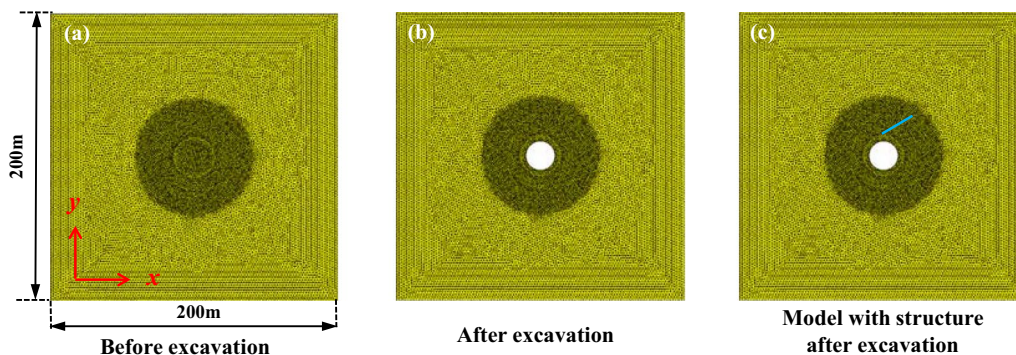 (a)
(b)
(c)
200m
y
x
200m
Before excavation
After excavation
Model with structure
after excavation